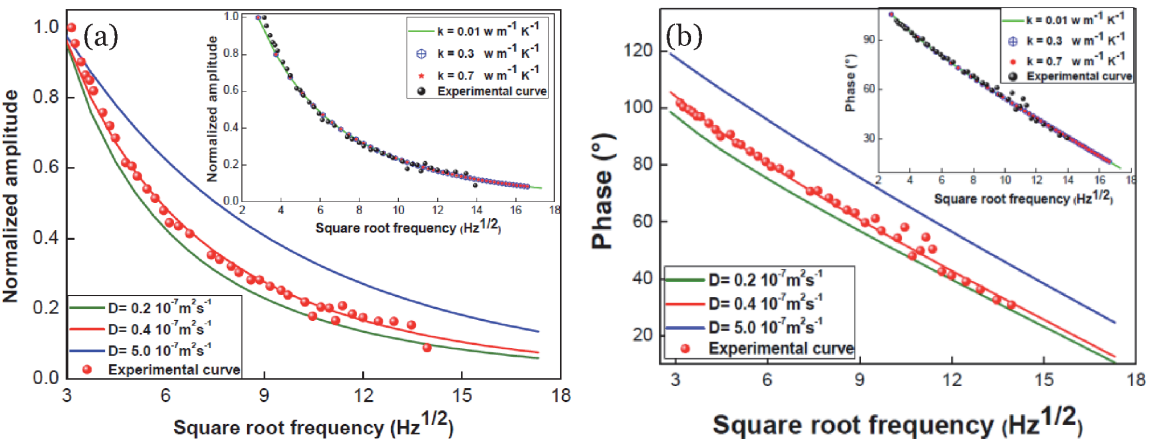 (a)
Normalized amplitude
1.0
0.8
0.6
0.4
0.2
0.0
3
6
9
12
15
18
Square root frequency (Hz1/2)
D= 0.2 10-7m2s-1
D= 0.4 10-7m2s-1
D= 5.0 10-7m2s-1
Experimental curve
Normalized amplitude
1.0
0.8
0.6
0.4
0.2
0.0
2
4
6
8
10
12
14
16
18
Square root frequency (Hz1/2)
k = 0.01 w m-1 K-1
k = 0.3 w m-1 K-1
k = 0.7 w m-1 K-1
Experimental curve
(b)
Phase (°)
120
100
80
60
40
20
3
6
9
12
15
18
Square root frequency (Hz1/2)
D= 0.2 10-7m2s-1
D= 0.4 10-7m2s-1
D= 5.0 10-7m2s-1
Experimental curve
Phase (°)
120
90
60
30
2
4
6
8
10
12
14
16
18
Square root frequency (Hz1/2)
k = 0.01 w m-1 K-1
k = 0.3 w m-1 K-1
k = 0.7 w m-1 K-1
Experimental curve